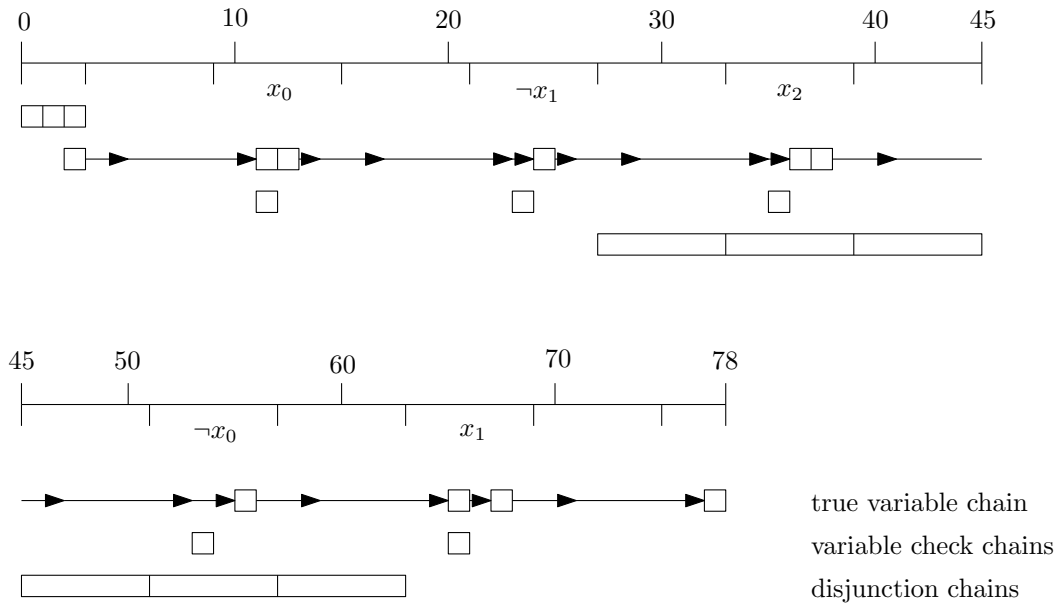 0 10 20 30 40 45
x₀ ¬x₁ x₂
45 50 60 70 78
¬x₀ x₁
true variable chain
variable check chains
disjunction chains